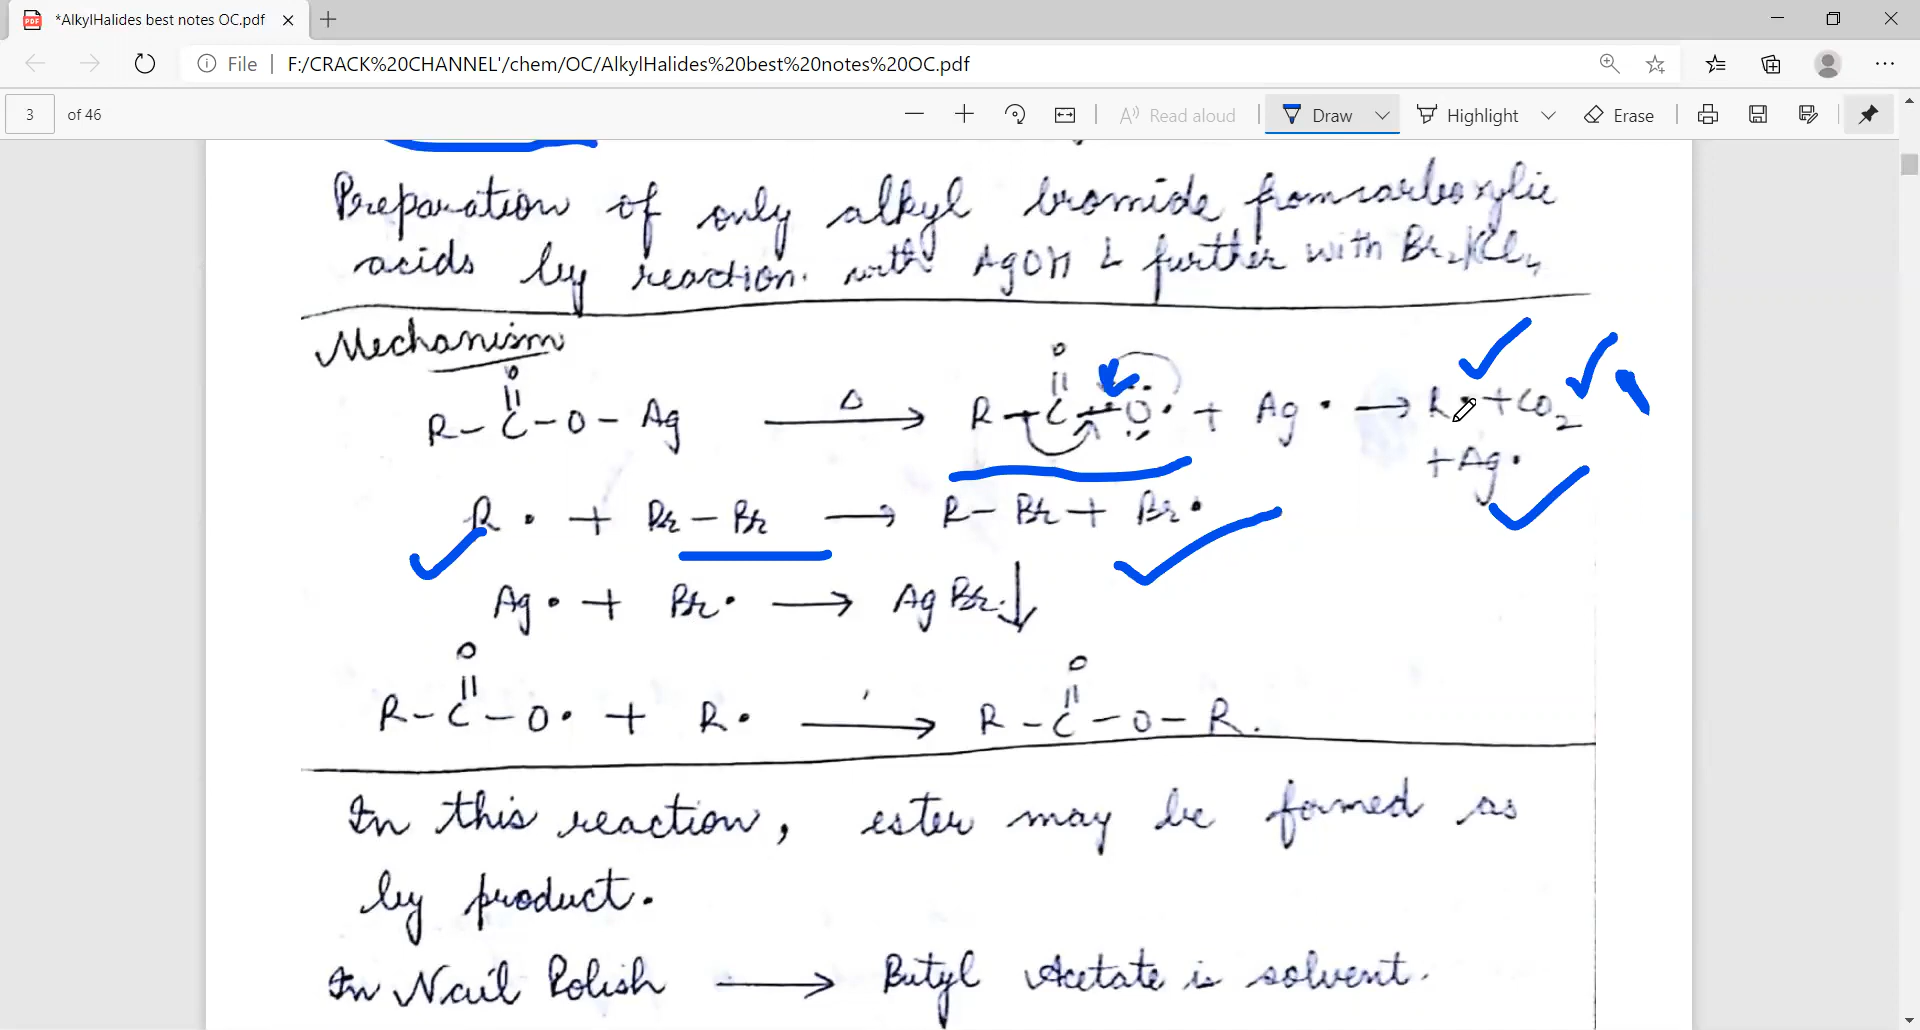 *AlkylHalides best notes OC.pdf
File | F:/CRACK%20CHANNEL'/chem/OC/AlkylHalides%20best%20notes%20OC.pdf
3 of 46 Read aloud Draw Highlight Erase
Preparation of only alkyl bromide from carboxylic
acids by reaction with AgOH & further with Br₂/CCl₄
Mechanism
O O
R-C-O-Ag Δ→ R-C-O• + Ag• → R• + CO₂
+ Ag•
R• + Br-Br → R-Br + Br•
Ag• + Br• → AgBr↓
O O
R-C-O• + R• → R-C-O-R.
In this reaction, ester may be formed as
by product.
In Nail Polish → Butyl Acetate is solvent.